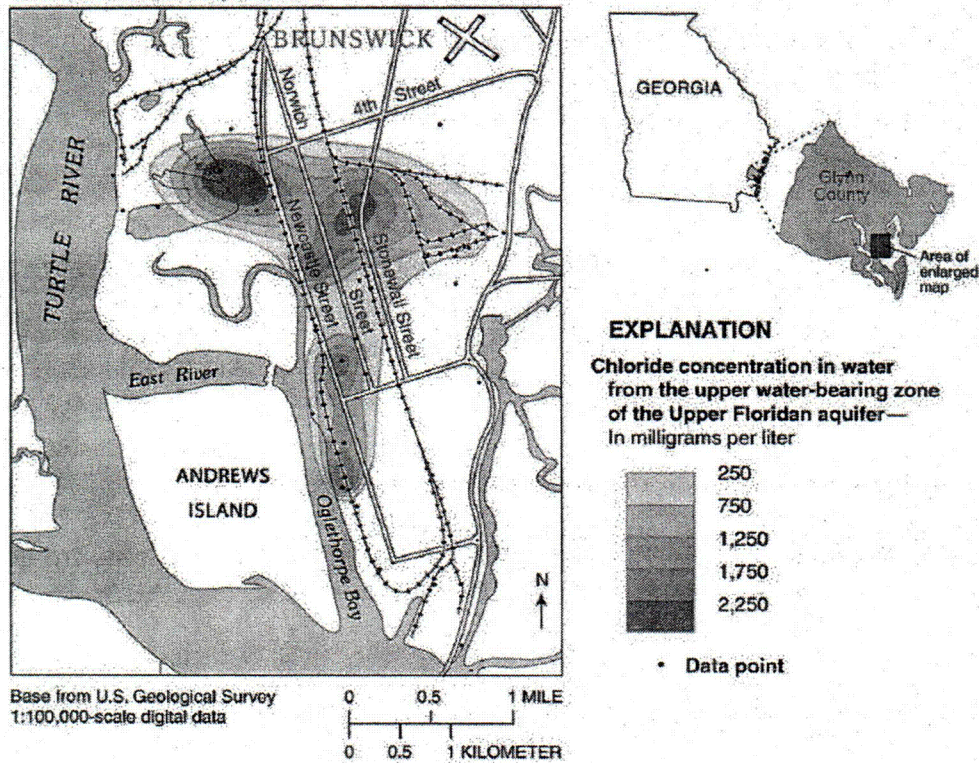 BRUNSWICK
Norwich
4th Street
TURTLE RIVER
Newcastle Street
Street
Stonewall Street
East River
ANDREWS
ISLAND
Oglethorpe Bay
N
Base from U.S. Geological Survey
1:100,000-scale digital data
0 0.5 1 MILE
0 0.5 1 KILOMETER
GEORGIA
Glynn
County
Area of
enlarged
map
EXPLANATION
Chloride concentration in water
from the upper water-bearing zone
of the Upper Floridan aquifer—
In milligrams per liter
250
750
1,250
1,750
2,250
Data point